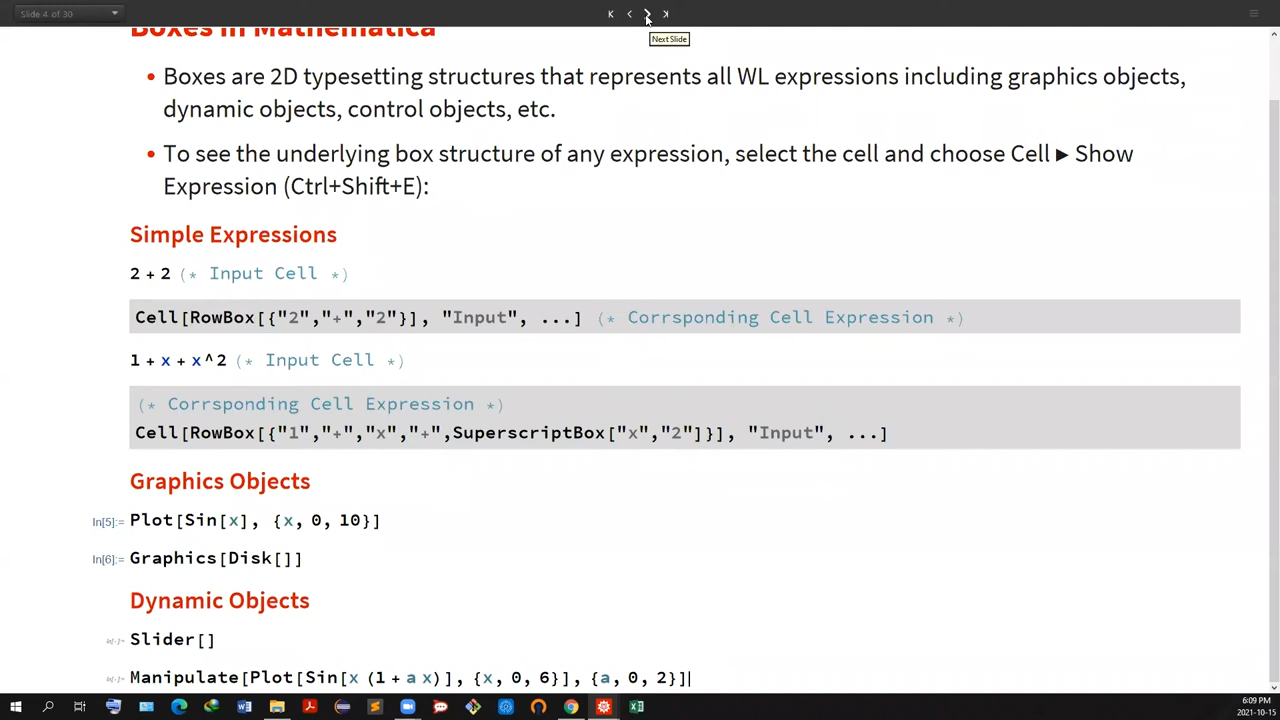 Slide 4 of 30
Next Slide
Boxes in Mathematica
• Boxes are 2D typesetting structures that represents all WL expressions including graphics objects,
dynamic objects, control objects, etc.
• To see the underlying box structure of any expression, select the cell and choose Cell ▸ Show
Expression (Ctrl+Shift+E):
Simple Expressions
2 + 2 (* Input Cell *)
Cell[RowBox[{"2","+","2"}], "Input", ...] (* Corrsponding Cell Expression *)
1 + x + x^2 (* Input Cell *)
(* Corrsponding Cell Expression *)
Cell[RowBox[{"1","+","x","+",SuperscriptBox["x","2"]}], "Input", ...]
Graphics Objects
In[5]:= Plot[Sin[x], {x, 0, 10}]
In[6]:= Graphics[Disk[]]
Dynamic Objects
In[•]:= Slider[]
In[•]:= Manipulate[Plot[Sin[x (1 + a x)], {x, 0, 6}], {a, 0, 2}]
6:09 PM
2021-10-15